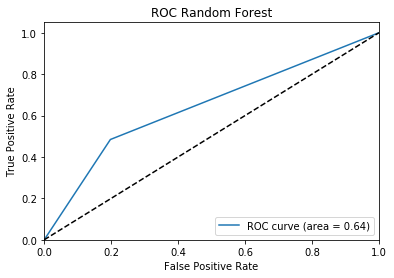 ROC Random Forest
1.0
0.8
0.6
0.4
0.2
0.0
True Positive Rate
ROC curve (area = 0.64)
0.0 0.2 0.4 0.6 0.8 1.0
False Positive Rate